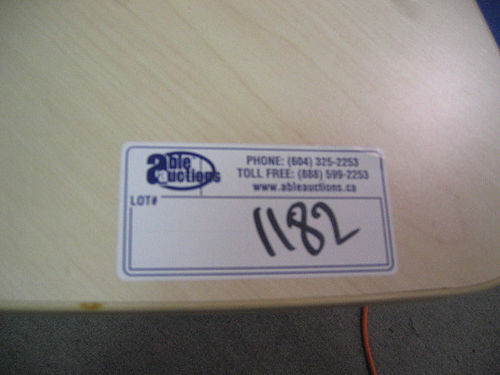 able auctions
PHONE: (604) 325-2253
TOLL FREE: (888) 599-2253
www.ableauctions.ca
LOT#
1182